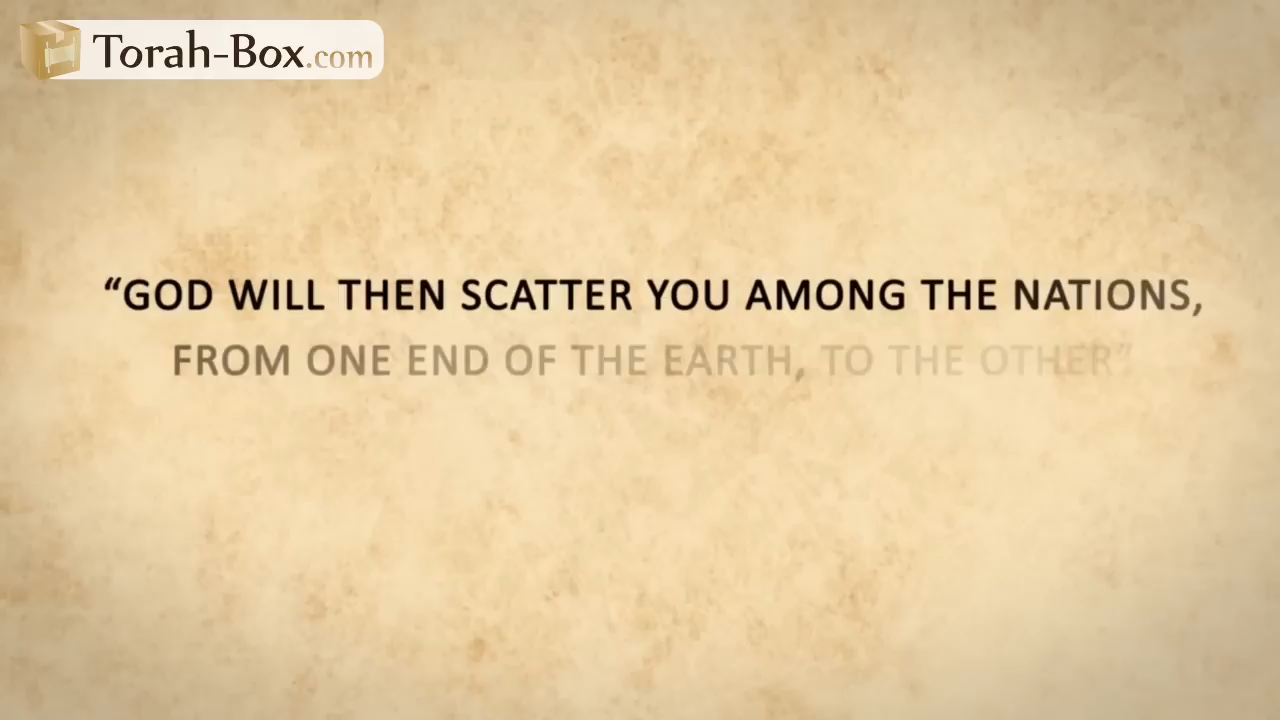 Torah-Box.com
“GOD WILL THEN SCATTER YOU AMONG THE NATIONS,
FROM ONE END OF THE EARTH, TO THE OTHER”